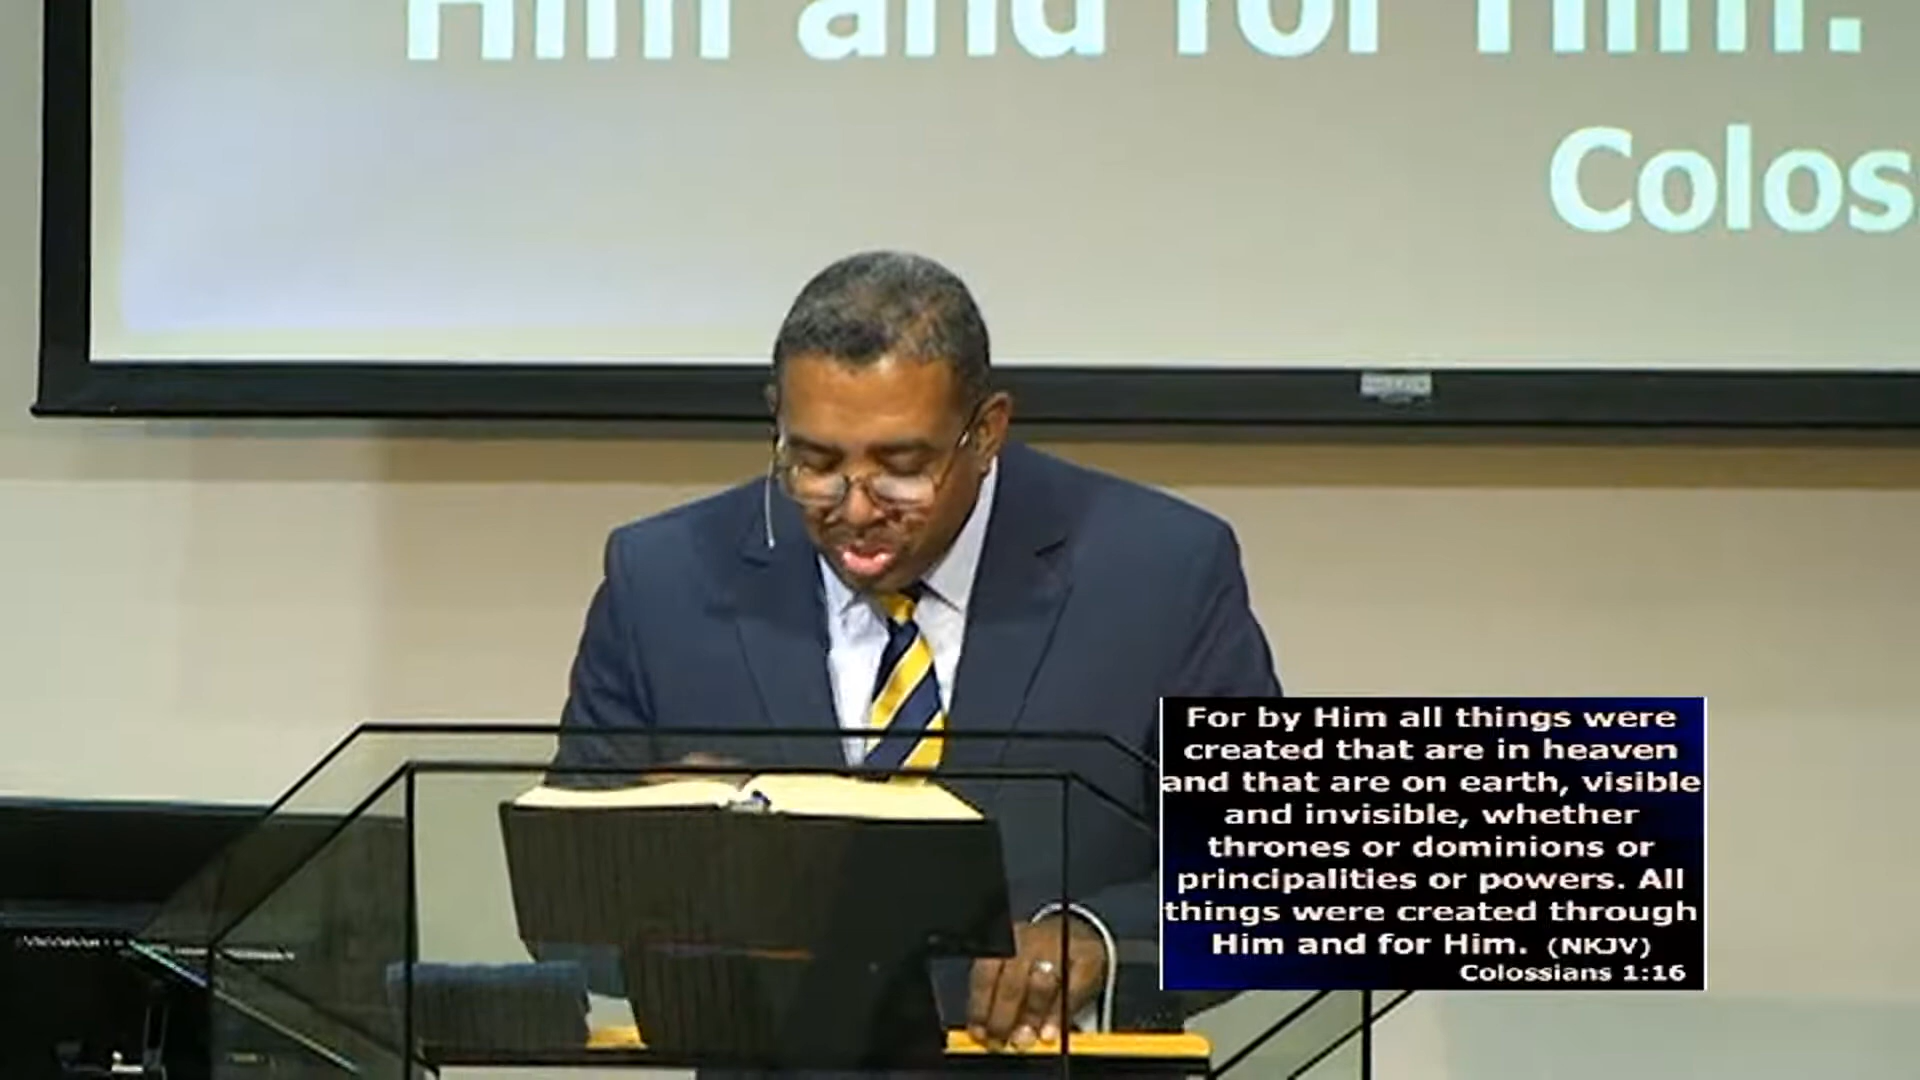 Him and for Him.
Colos
For by Him all things were
created that are in heaven
and that are on earth, visible
and invisible, whether
thrones or dominions or
principalities or powers. All
things were created through
Him and for Him. (NKJV)
Colossians 1:16